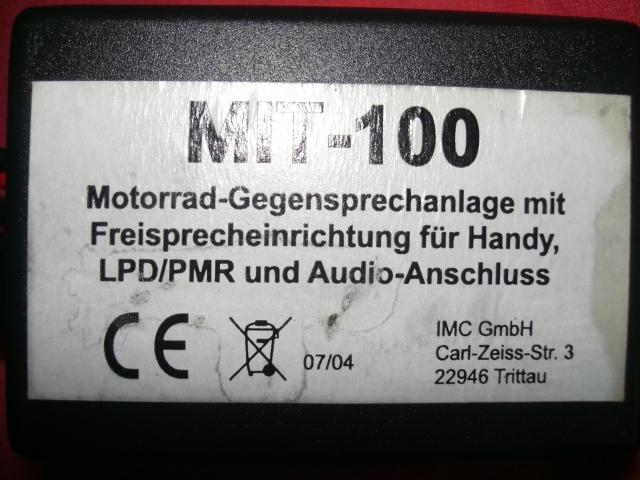 MIT-100
Motorrad-Gegensprechanlage mit
Freisprecheinrichtung für Handy,
LPD/PMR und Audio-Anschluss
CE
07/04
IMC GmbH
Carl-Zeiss-Str. 3
22946 Trittau